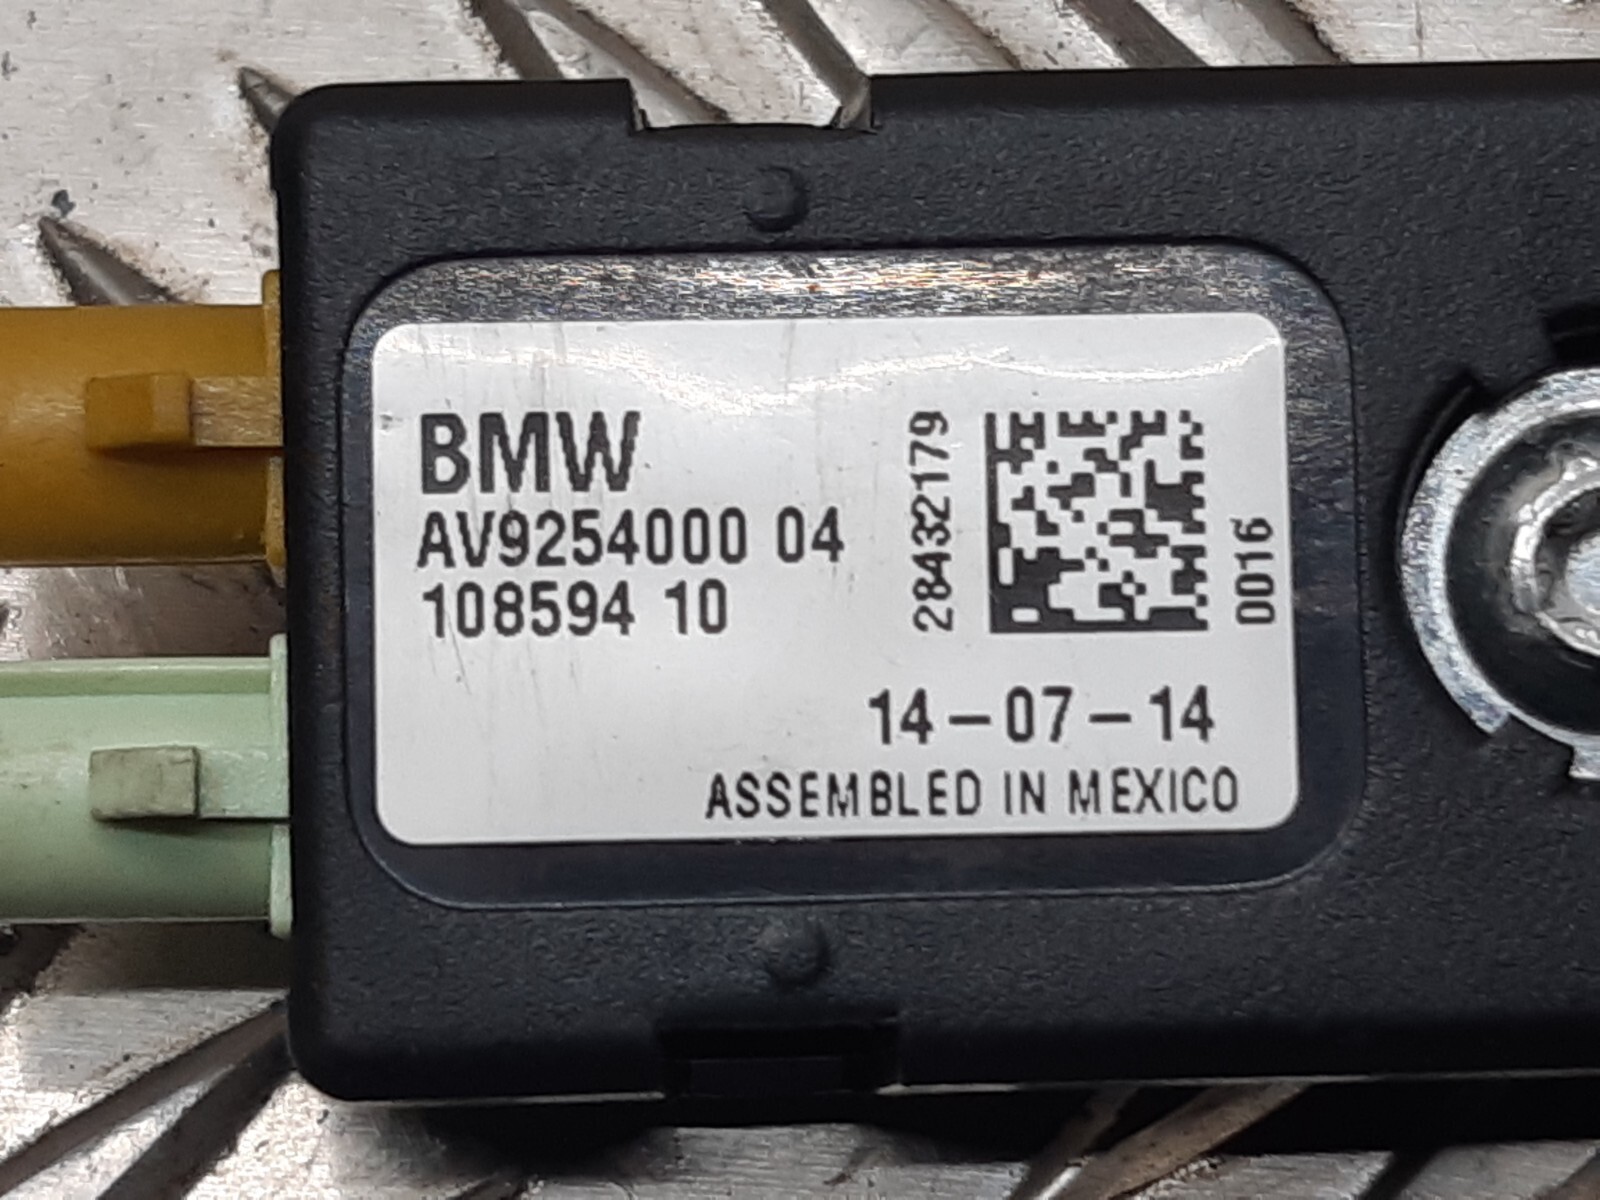 BMW
AV9254000 04
108594 10
28432179
0016
14-07-14
ASSEMBLED IN MEXICO